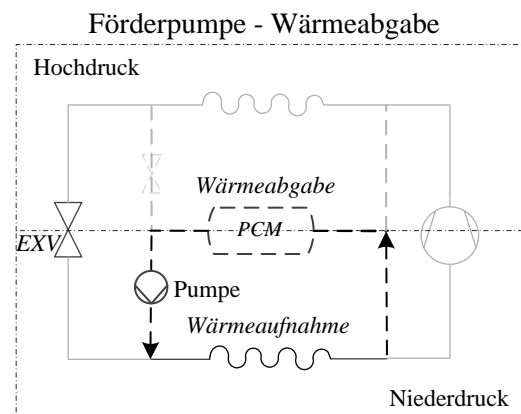 Förderpumpe - Wärmeabgabe
Hochdruck
Wärmeabgabe
PCM
EXV
Pumpe
Wärmeaufnahme
Niederdruck